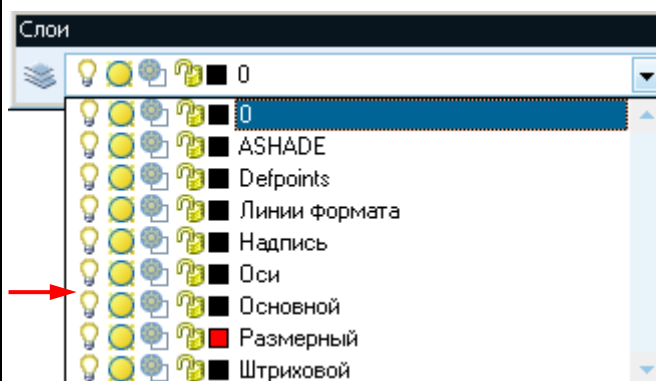 Слои
0
0
ASHADE
Defpoints
Линии формата
Надпись
Оси
Основной
Размерный
Штриховой